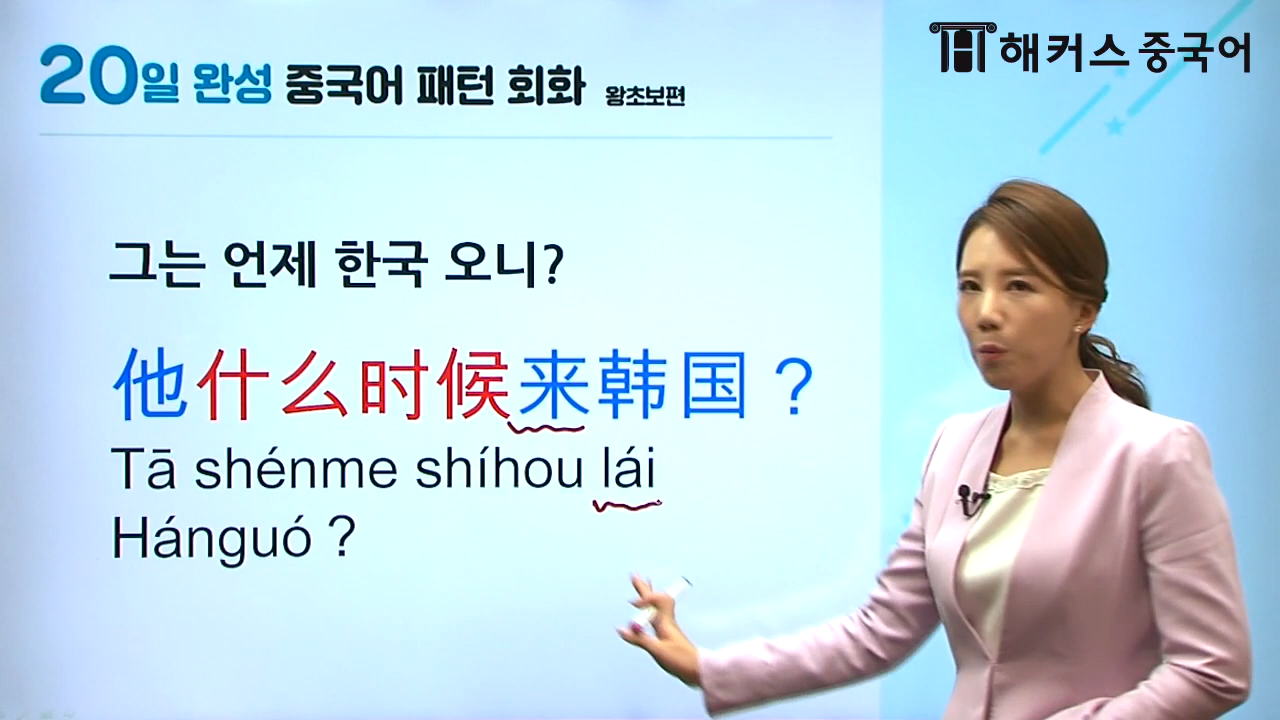 해커스 중국어
20일 완성 중국어 패턴 회화 왕초보편
그는 언제 한국 오니?
他什么时候来韩国？
Tā shénme shíhou lái
Hánguó？